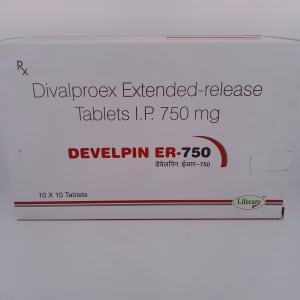 Rx
Divalproex Extended-release
Tablets I.P. 750 mg
DEVELPIN ER-750
डेवेलपिन ईआर-750
10 X 10 Tablets
Lifecare